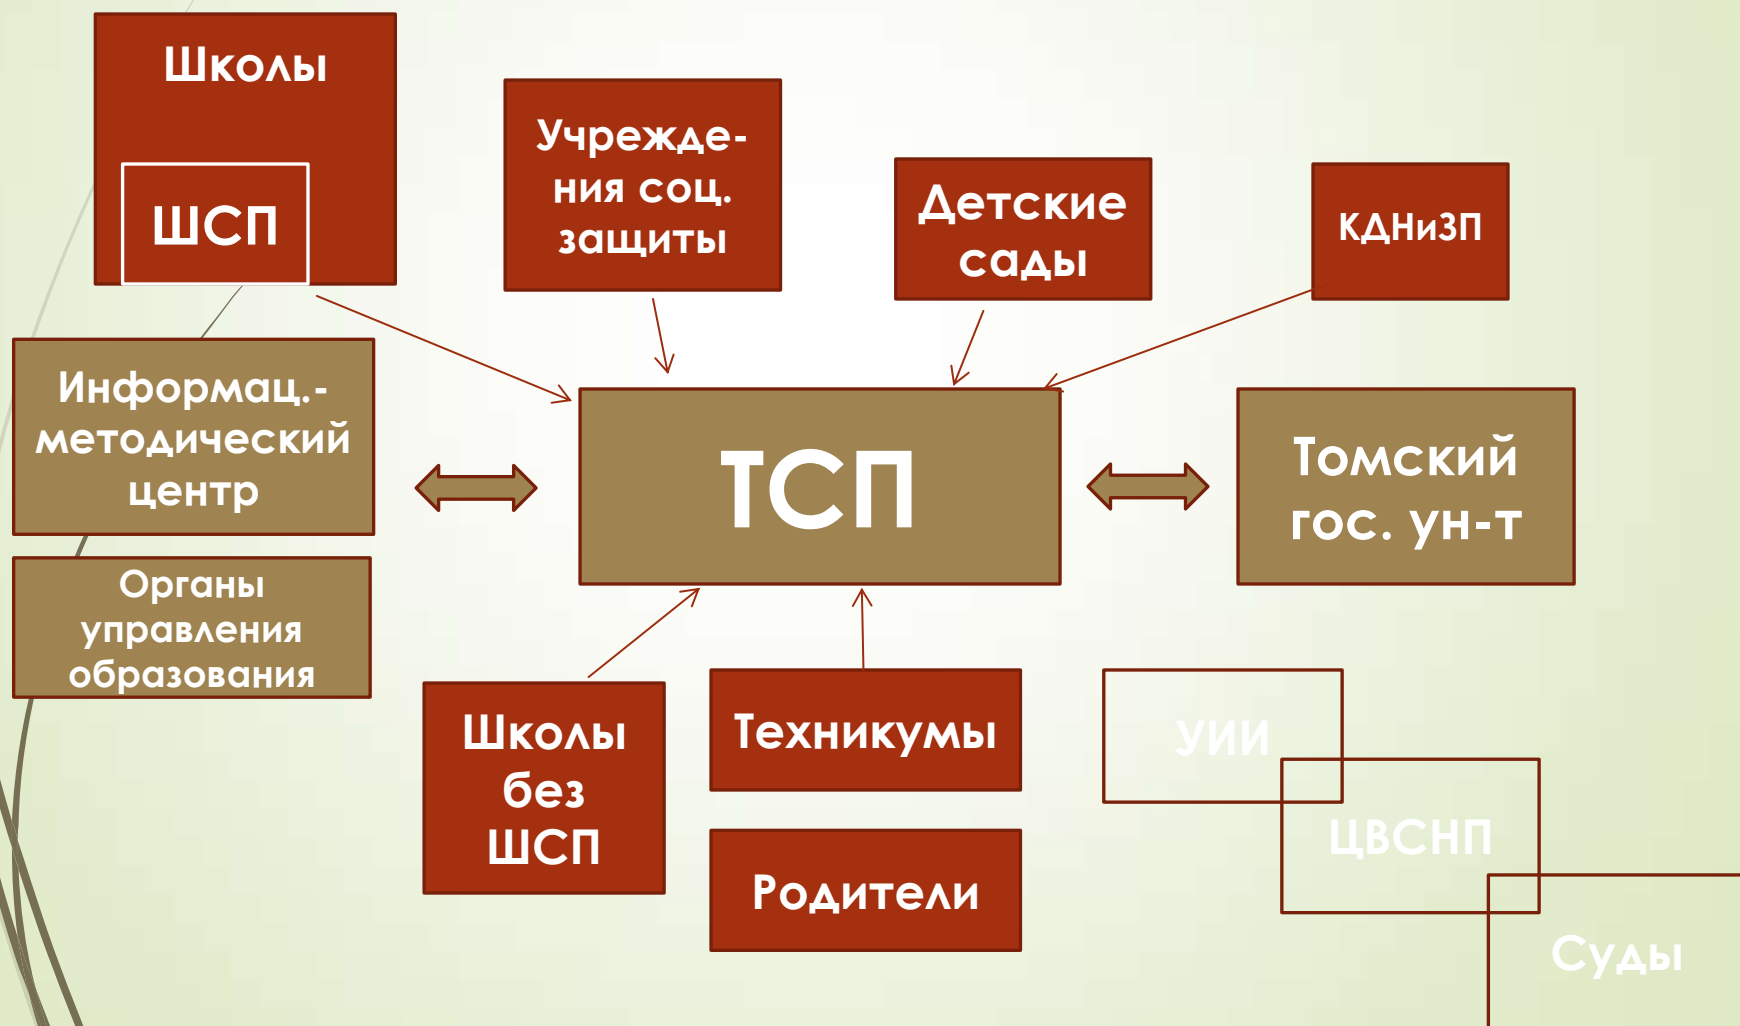 Школы
ШСП
Учрежде-
ния соц.
защиты
Детские
сады
КДНиЗП
Информац.-
методический
центр
ТСП
Томский
гос. ун-т
Органы
управления
образования
Школы
без
ШСП
Техникумы
Родители
УИИ
ЦВСНП
Суды